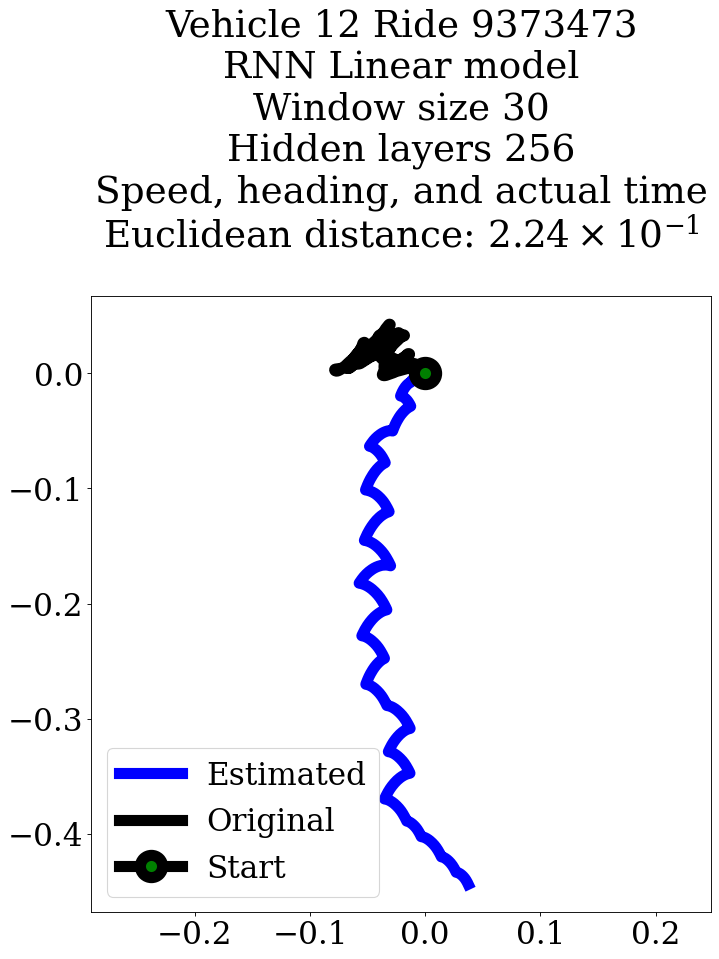 Vehicle 12 Ride 9373473
RNN Linear model
Window size 30
Hidden layers 256
Speed, heading, and actual time
Euclidean distance: 2.24 × 10⁻¹
0.0
−0.1
−0.2
−0.3
−0.4
Estimated
Original
Start
−0.2 −0.1 0.0 0.1 0.2